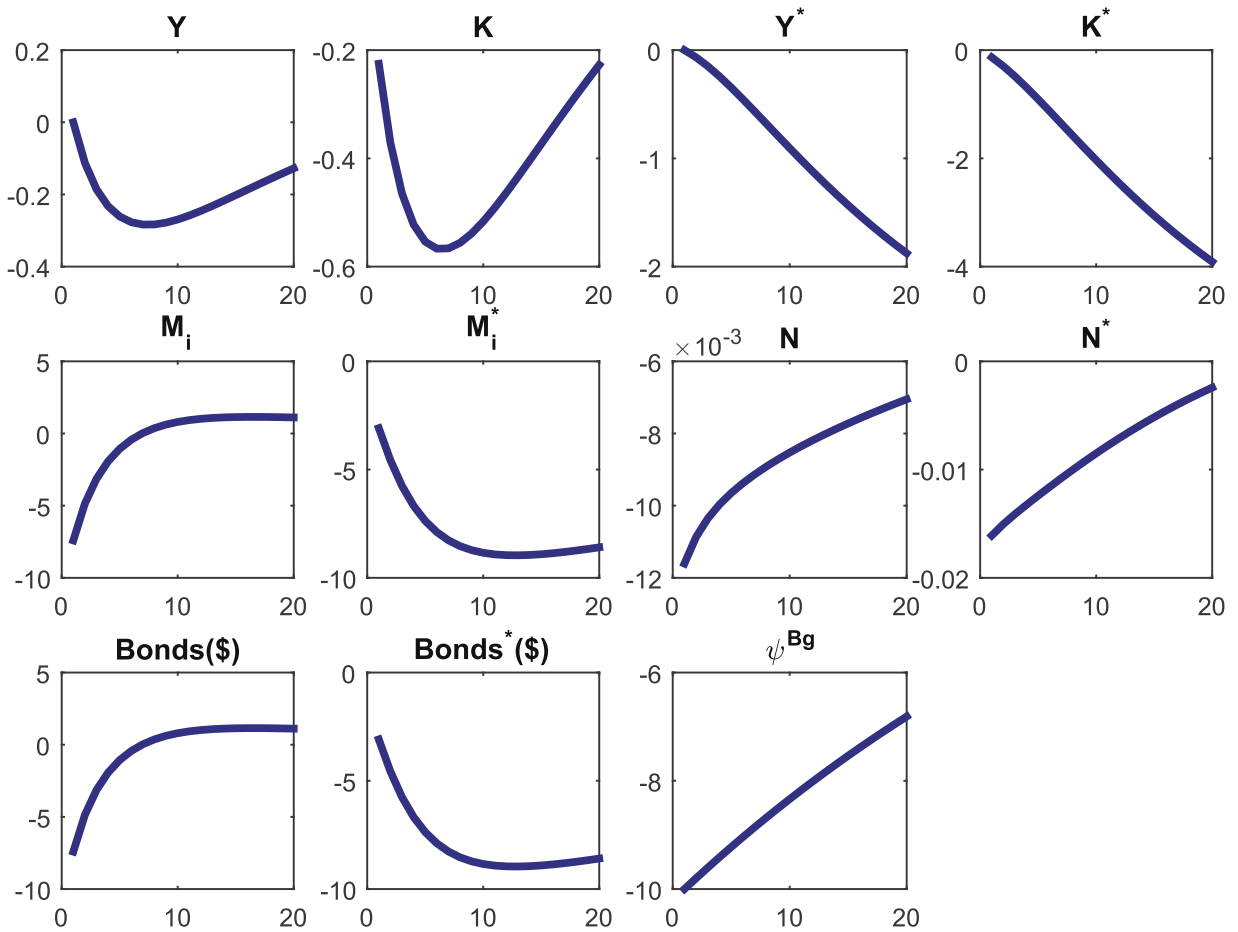 Y K Y* K*
0.2 -0.2 0 0
0 -0.4 -1 -2
-0.2
-0.4 -0.6 -2 -4
0 10 20 0 10 20 0 10 20 0 10 20
M_i M_i^* ×10^-3 N N*
5 0 -6 0
0 -5 -8 -0.01
-5 -10
-10 -10 -12 -0.02
0 10 20 0 10 20 0 10 20 0 10 20
Bonds($) Bonds*($) ψ^Bg
5 0 -6
0 -5 -8
-5
-10 -10 -10
0 10 20 0 10 20 0 10 20